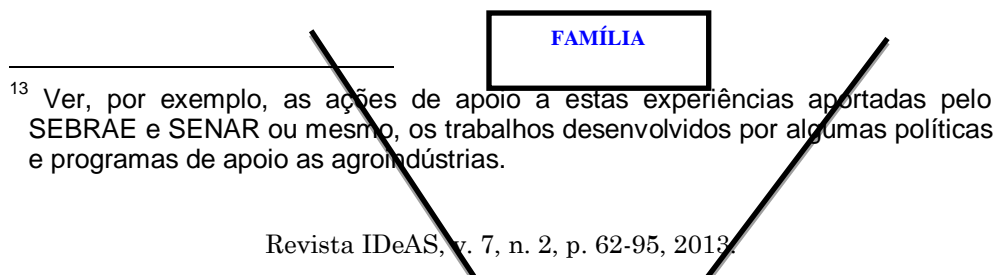 FAMÍLIA
13 Ver, por exemplo, as ações de apoio a estas experiências aportadas pelo
SEBRAE e SENAR ou mesmo, os trabalhos desenvolvidos por algumas políticas
e programas de apoio as agroindústrias.
Revista IDeAS, v. 7, n. 2, p. 62-95, 2013.